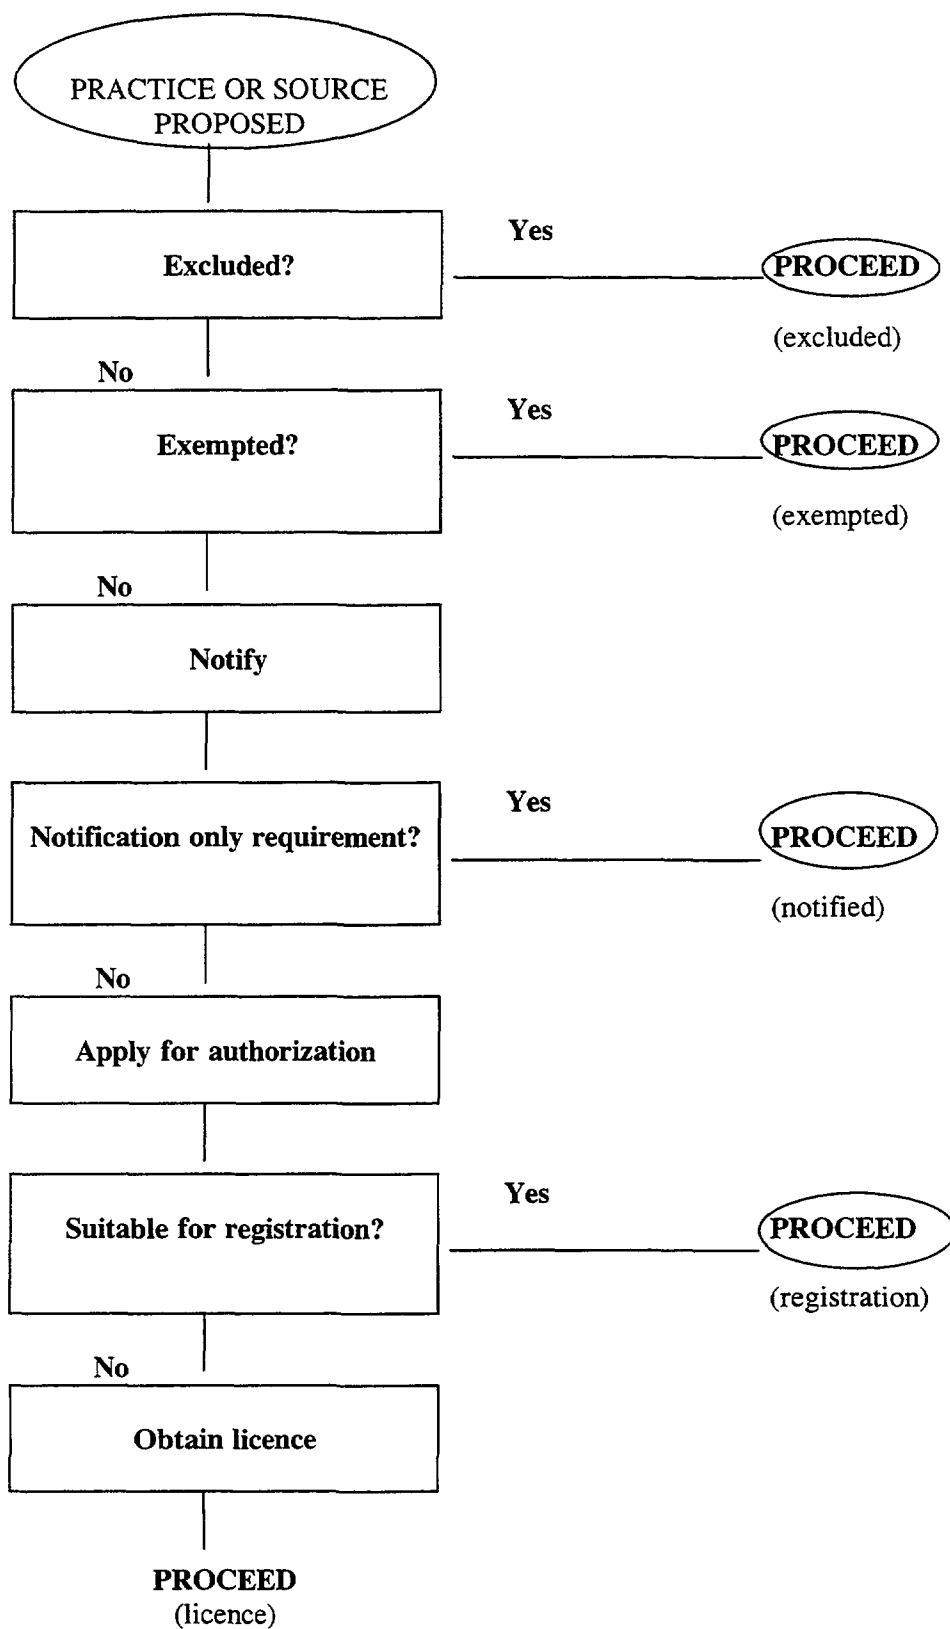 PRACTICE OR SOURCE
PROPOSED
Excluded?
Yes
PROCEED
(excluded)
No
Exempted?
Yes
PROCEED
(exempted)
No
Notify
Notification only requirement?
Yes
PROCEED
(notified)
No
Apply for authorization
Suitable for registration?
Yes
PROCEED
(registration)
No
Obtain licence
PROCEED
(licence)